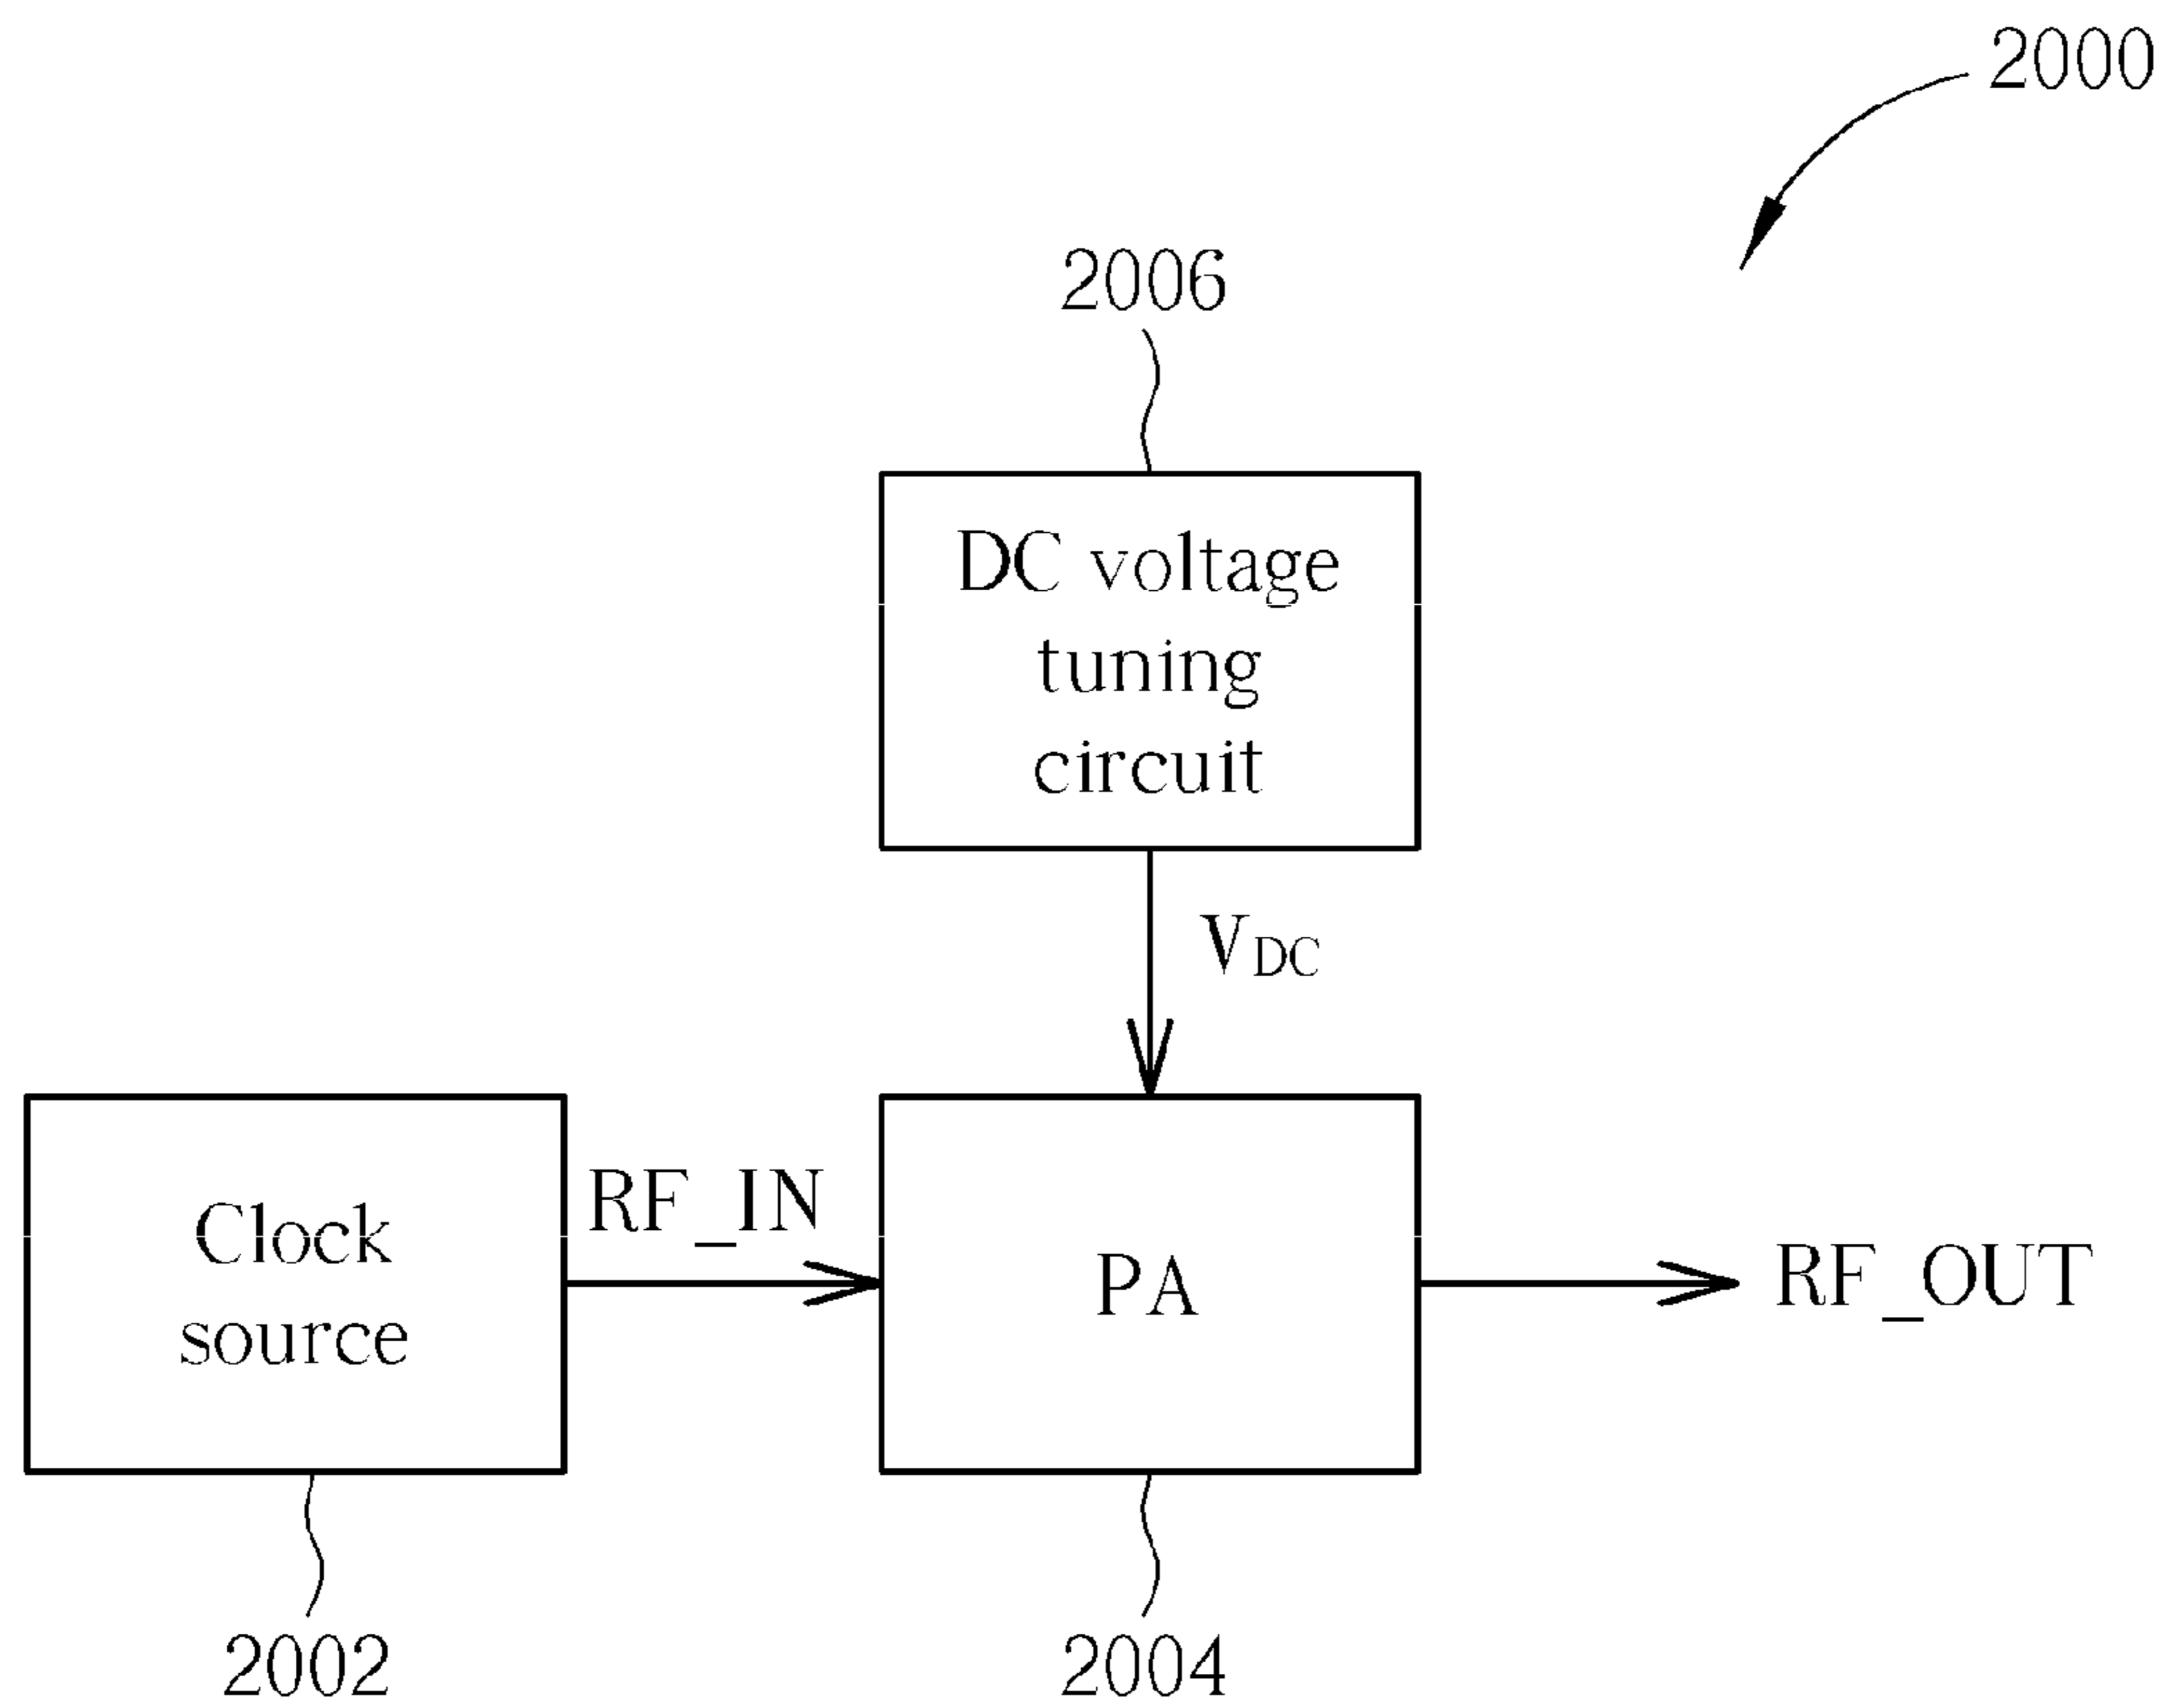 2000
2006
DC voltage
tuning
circuit
VDC
Clock
source
RF_IN
PA
RF_OUT
2002
2004